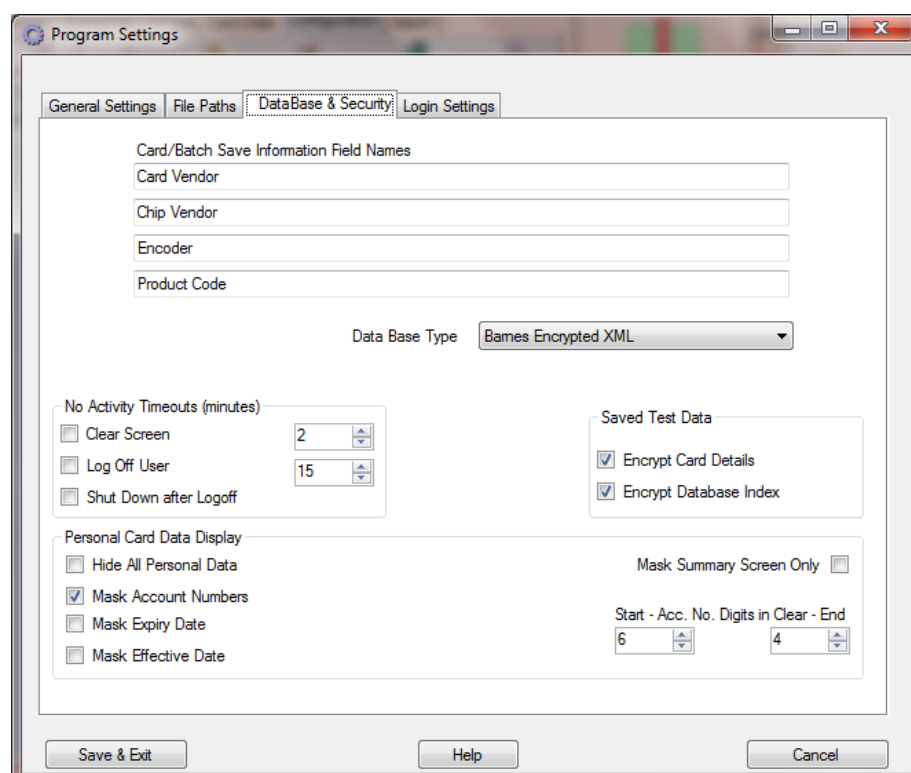 Program Settings
General Settings File Paths DataBase & Security Login Settings
Card/Batch Save Information Field Names
Card Vendor
Chip Vendor
Encoder
Product Code
Data Base Type Barnes Encrypted XML
No Activity Timeouts (minutes)
Clear Screen 2
Log Off User 15
Shut Down after Logoff
Saved Test Data
Encrypt Card Details
Encrypt Database Index
Personal Card Data Display
Hide All Personal Data
Mask Account Numbers
Mask Expiry Date
Mask Effective Date
Mask Summary Screen Only
Start - Acc. No. Digits in Clear - End
6 4
Save & Exit Help Cancel